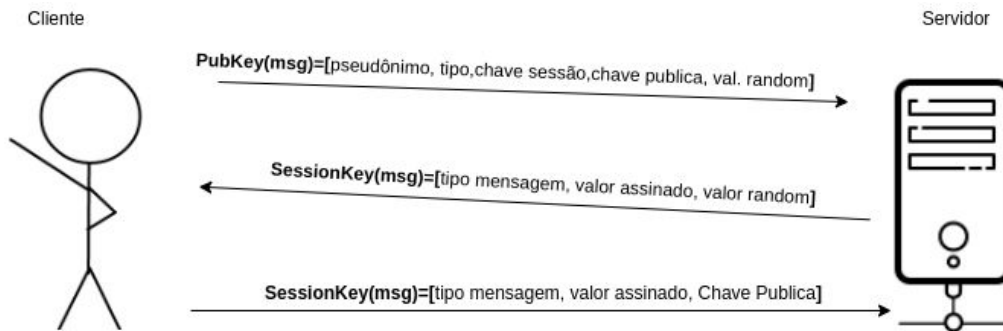 Cliente
Servidor
PubKey(msg)=[pseudônimo, tipo,chave sessão,chave publica, val. random]
SessionKey(msg)=[tipo mensagem, valor assinado, valor random]
SessionKey(msg)=[tipo mensagem, valor assinado, Chave Publica]